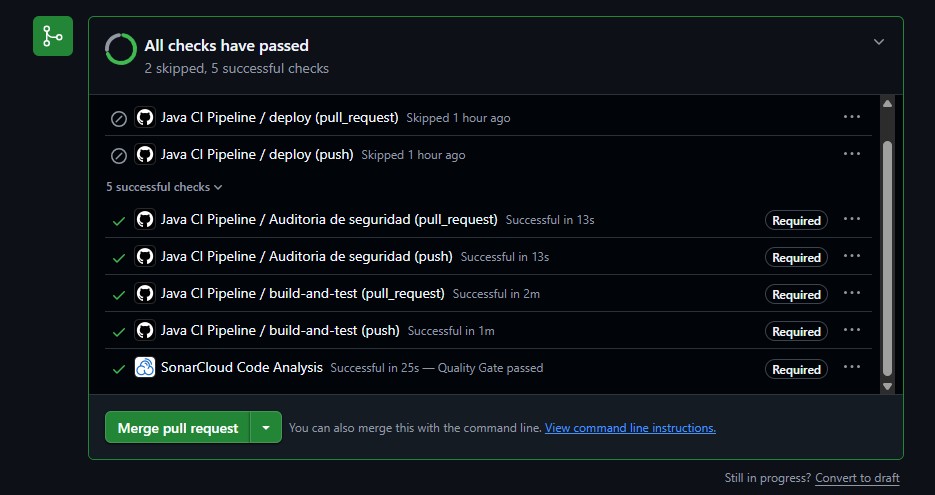 All checks have passed
2 skipped, 5 successful checks
Java CI Pipeline / deploy (pull_request) Skipped 1 hour ago
Java CI Pipeline / deploy (push) Skipped 1 hour ago
5 successful checks
Java CI Pipeline / Auditoria de seguridad (pull_request) Successful in 13s Required
Java CI Pipeline / Auditoria de seguridad (push) Successful in 13s Required
Java CI Pipeline / build-and-test (pull_request) Successful in 2m Required
Java CI Pipeline / build-and-test (push) Successful in 1m Required
SonarCloud Code Analysis Successful in 25s — Quality Gate passed Required
Merge pull request You can also merge this with the command line. View command line instructions.
Still in progress? Convert to draft